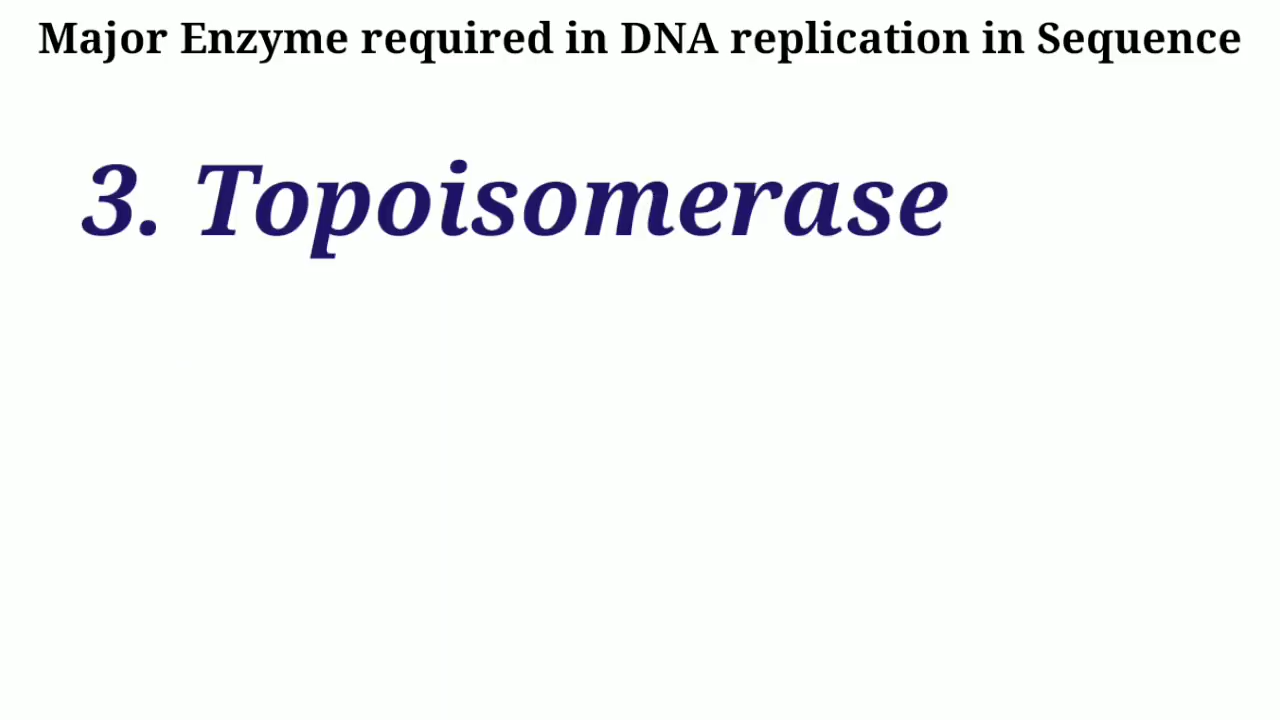 Major Enzyme required in DNA replication in Sequence
3. Topoisomerase